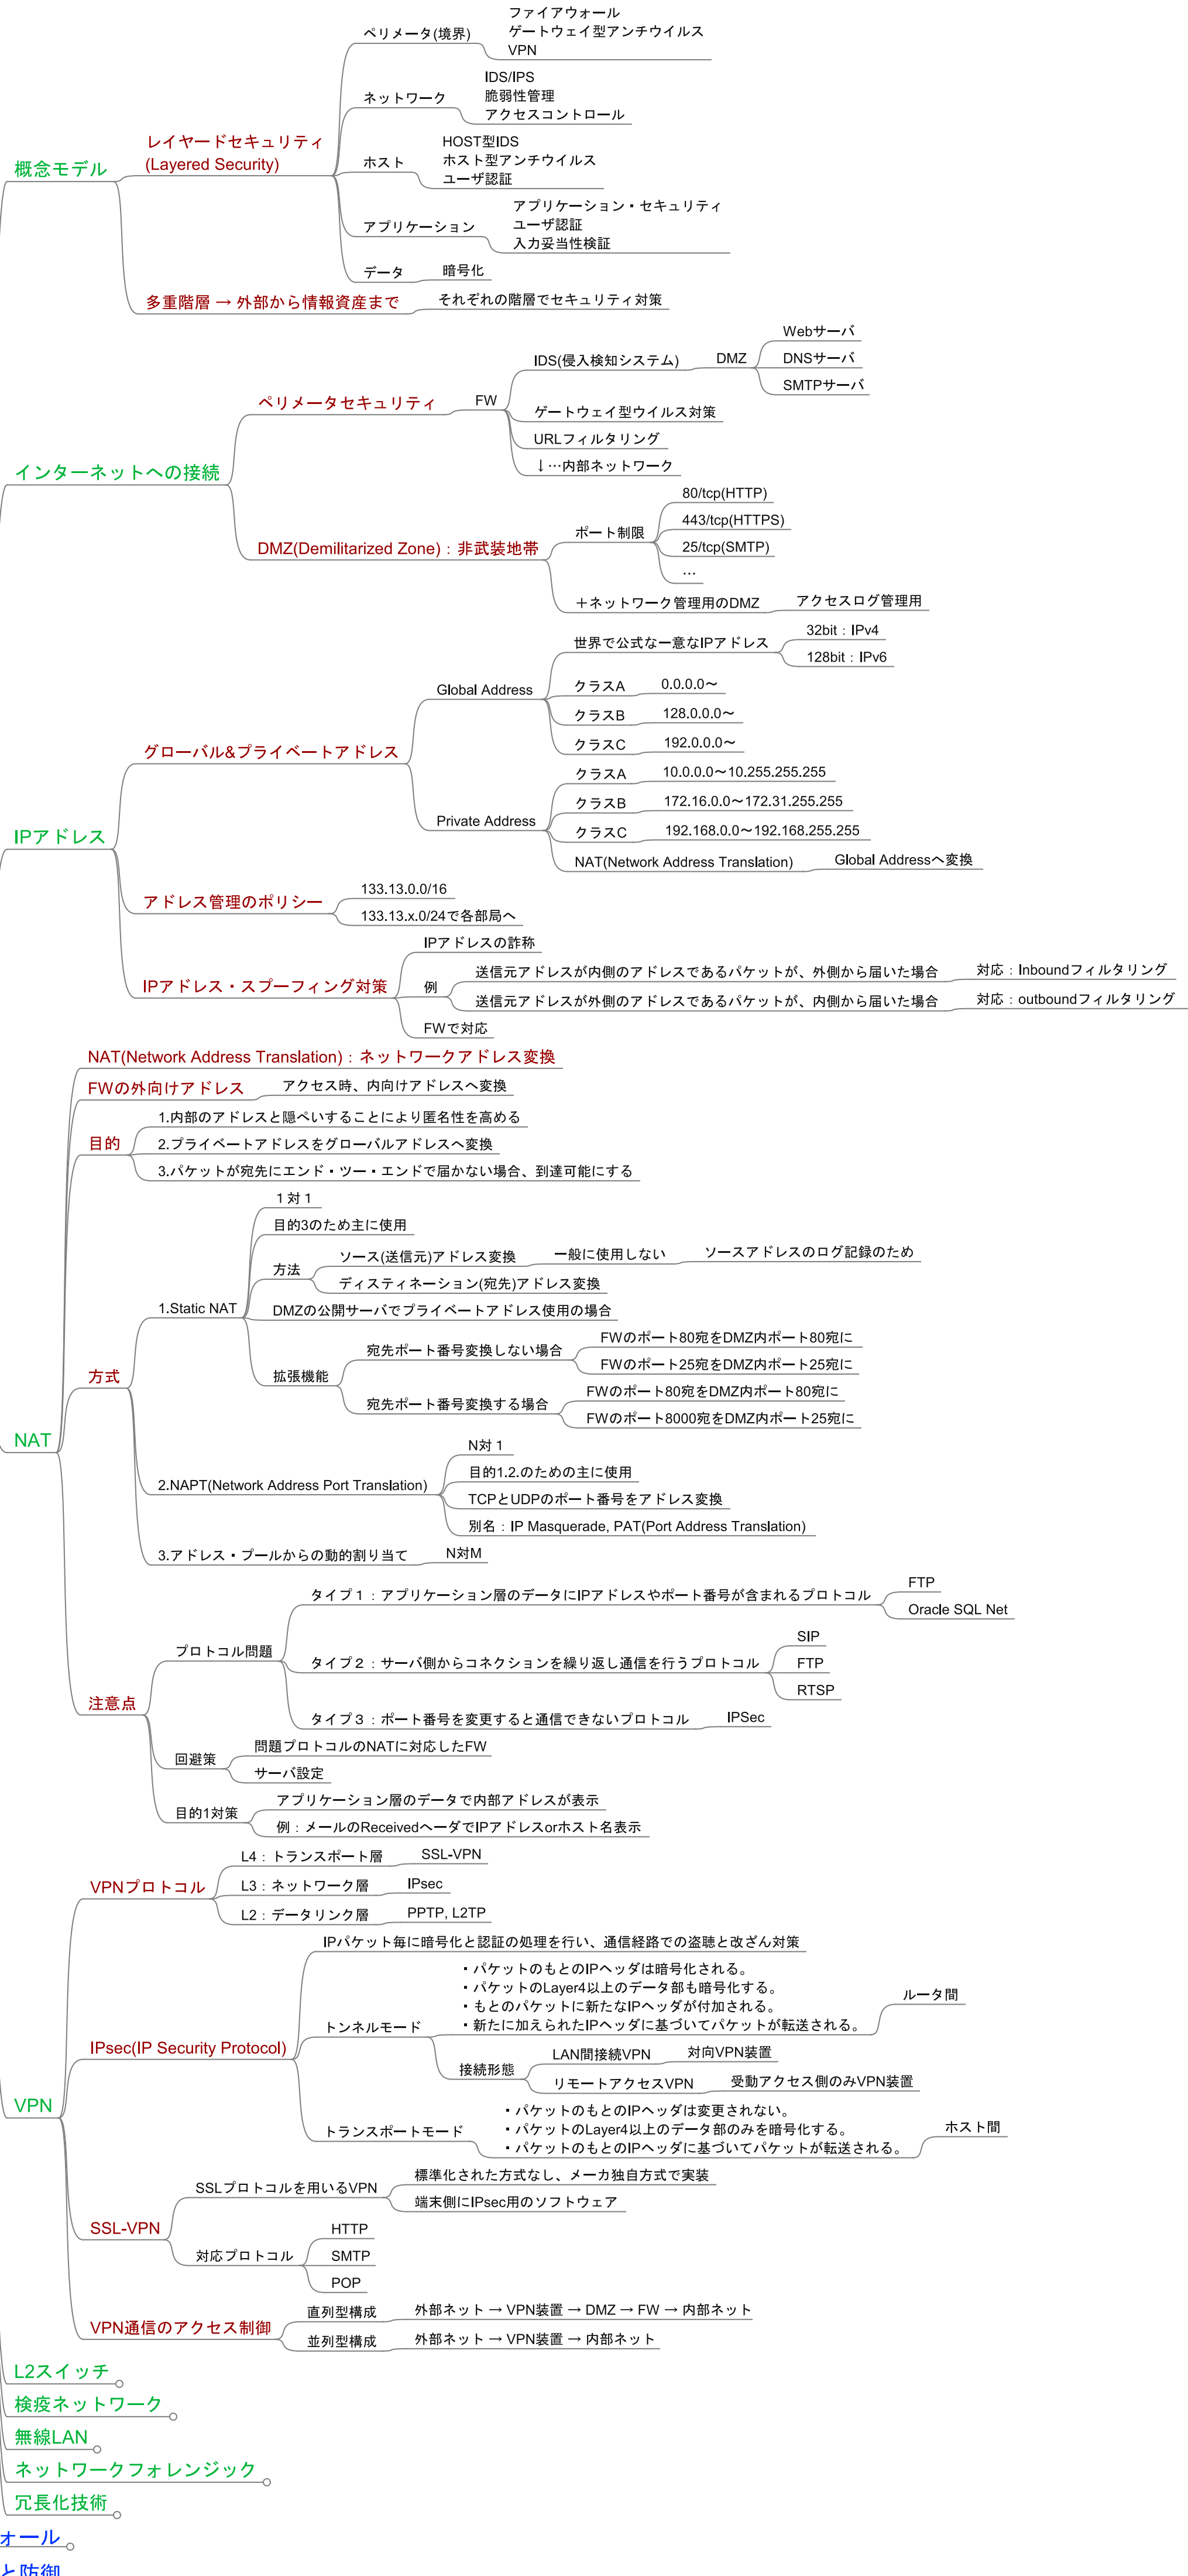 概念モデル
レイヤードセキュリティ
(Layered Security)
ペリメータ(境界)
ファイアウォール
ゲートウェイ型アンチウイルス
VPN
ネットワーク
IDS/IPS
脆弱性管理
アクセスコントロール
ホスト
HOST型IDS
ホスト型アンチウイルス
ユーザ認証
アプリケーション
アプリケーション・セキュリティ
ユーザ認証
入力妥当性検証
データ
暗号化
多重階層 → 外部から情報資産まで
それぞれの階層でセキュリティ対策
インターネットへの接続
ペリメータセキュリティ
FW
IDS(侵入検知システム)
DMZ
Webサーバ
DNSサーバ
SMTPサーバ
ゲートウェイ型ウイルス対策
URLフィルタリング
↓…内部ネットワーク
DMZ(Demilitarized Zone)：非武装地帯
ポート制限
80/tcp(HTTP)
443/tcp(HTTPS)
25/tcp(SMTP)
…
＋ネットワーク管理用のDMZ
アクセスログ管理用
IPアドレス
グローバル&プライベートアドレス
Global Address
世界で公式な一意なIPアドレス
32bit：IPv4
128bit：IPv6
クラスA
0.0.0.0〜
クラスB
128.0.0.0〜
クラスC
192.0.0.0〜
Private Address
クラスA
10.0.0.0〜10.255.255.255
クラスB
172.16.0.0〜172.31.255.255
クラスC
192.168.0.0〜192.168.255.255
NAT(Network Address Translation)
Global Addressへ変換
アドレス管理のポリシー
133.13.0.0/16
133.13.x.0/24で各部局へ
IPアドレス・スプーフィング対策
IPアドレスの詐称
例
送信元アドレスが内側のアドレスであるパケットが、外側から届いた場合
対応：Inboundフィルタリング
送信元アドレスが外側のアドレスであるパケットが、内側から届いた場合
対応：outboundフィルタリング
FWで対応
NAT
NAT(Network Address Translation)：ネットワークアドレス変換
FWの外向けアドレス
アクセス時、内向けアドレスへ変換
目的
1.内部のアドレスと隠ぺいすることにより匿名性を高める
2.プライベートアドレスをグローバルアドレスへ変換
3.パケットが宛先にエンド・ツー・エンドで届かない場合、到達可能にする
方式
1.Static NAT
１対１
目的3のため主に使用
方法
ソース(送信元)アドレス変換
一般に使用しない
ソースアドレスのログ記録のため
ディスティネーション(宛先)アドレス変換
DMZの公開サーバでプライベートアドレス使用の場合
拡張機能
宛先ポート番号変換しない場合
FWのポート80宛をDMZ内ポート80宛に
FWのポート25宛をDMZ内ポート25宛に
宛先ポート番号変換する場合
FWのポート80宛をDMZ内ポート80宛に
FWのポート8000宛をDMZ内ポート25宛に
2.NAPT(Network Address Port Translation)
N対１
目的1.2.のための主に使用
TCPとUDPのポート番号をアドレス変換
別名：IP Masquerade, PAT(Port Address Translation)
3.アドレス・プールからの動的割り当て
N対M
注意点
プロトコル問題
タイプ１：アプリケーション層のデータにIPアドレスやポート番号が含まれるプロトコル
FTP
Oracle SQL Net
タイプ２：サーバ側からコネクションを繰り返し通信を行うプロトコル
SIP
FTP
RTSP
タイプ３：ポート番号を変更すると通信できないプロトコル
IPSec
回避策
問題プロトコルのNATに対応したFW
サーバ設定
目的1対策
アプリケーション層のデータで内部アドレスが表示
例：メールのReceivedヘーダでIPアドレスorホスト名表示
VPN
VPNプロトコル
L4：トランスポート層
SSL-VPN
L3：ネットワーク層
IPsec
L2：データリンク層
PPTP, L2TP
IPsec(IP Security Protocol)
IPパケット毎に暗号化と認証の処理を行い、通信経路での盗聴と改ざん対策
トンネルモード
・パケットのもとのIPヘッダは暗号化される。
・パケットのLayer4以上のデータ部も暗号化する。
・もとのパケットに新たなIPヘッダが付加される。
・新たに加えられたIPヘッダに基づいてパケットが転送される。
ルータ間
接続形態
LAN間接続VPN
対向VPN装置
リモートアクセスVPN
受動アクセス側のみVPN装置
トランスポートモード
・パケットのもとのIPヘッダは変更されない。
・パケットのLayer4以上のデータ部のみを暗号化する。
・パケットのもとのIPヘッダに基づいてパケットが転送される。
ホスト間
SSL-VPN
SSLプロトコルを用いるVPN
標準化された方式なし、メーカ独自方式で実装
端末側にIPsec用のソフトウェア
対応プロトコル
HTTP
SMTP
POP
VPN通信のアクセス制御
直列型構成
外部ネット → VPN装置 → DMZ → FW → 内部ネット
並列型構成
外部ネット → VPN装置 → 内部ネット
L2スイッチ
検疫ネットワーク
無線LAN
ネットワークフォレンジック
冗長化技術
ォール
と防御